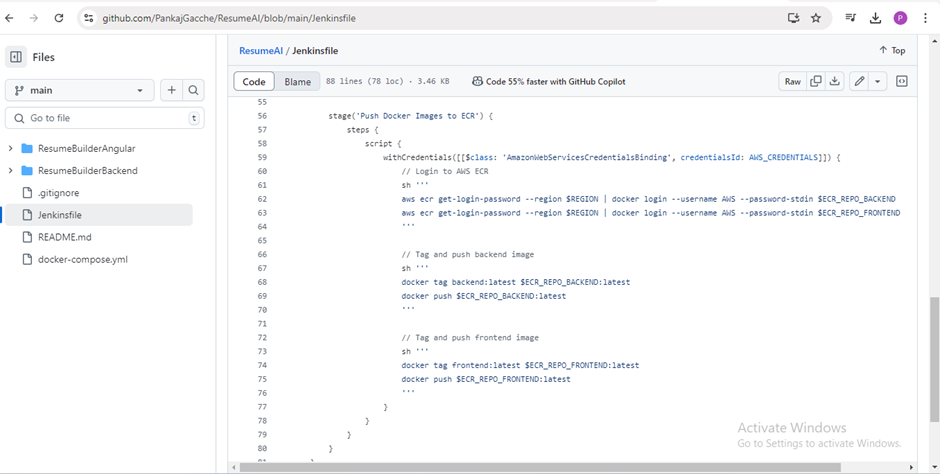 github.com/PankajGacche/ResumeAI/blob/main/Jenkinsfile
P
Files
ResumeAI / Jenkinsfile
Top
main
Code
Blame
88 lines (78 loc) · 3.46 KB
Code 55% faster with GitHub Copilot
Raw
Go to file
t
ResumeBuilderAngular
ResumeBuilderBackend
.gitignore
Jenkinsfile
README.md
docker-compose.yml
55
56 stage('Push Docker Images to ECR') {
57 steps {
58 script {
59 withCredentials([[$class: 'AmazonWebServicesCredentialsBinding', credentialsId: AWS_CREDENTIALS]]) {
60 // Login to AWS ECR
61 sh '''
62 aws ecr get-login-password --region $REGION | docker login --username AWS --password-stdin $ECR_REPO_BACKEND
63 aws ecr get-login-password --region $REGION | docker login --username AWS --password-stdin $ECR_REPO_FRONTEND
64 '''
65
66 // Tag and push backend image
67 sh '''
68 docker tag backend:latest $ECR_REPO_BACKEND:latest
69 docker push $ECR_REPO_BACKEND:latest
70 '''
71
72 // Tag and push frontend image
73 sh '''
74 docker tag frontend:latest $ECR_REPO_FRONTEND:latest
75 docker push $ECR_REPO_FRONTEND:latest
76 '''
77 }
78 }
79 }
80 }
Activate Windows
Go to Settings to activate Windows.